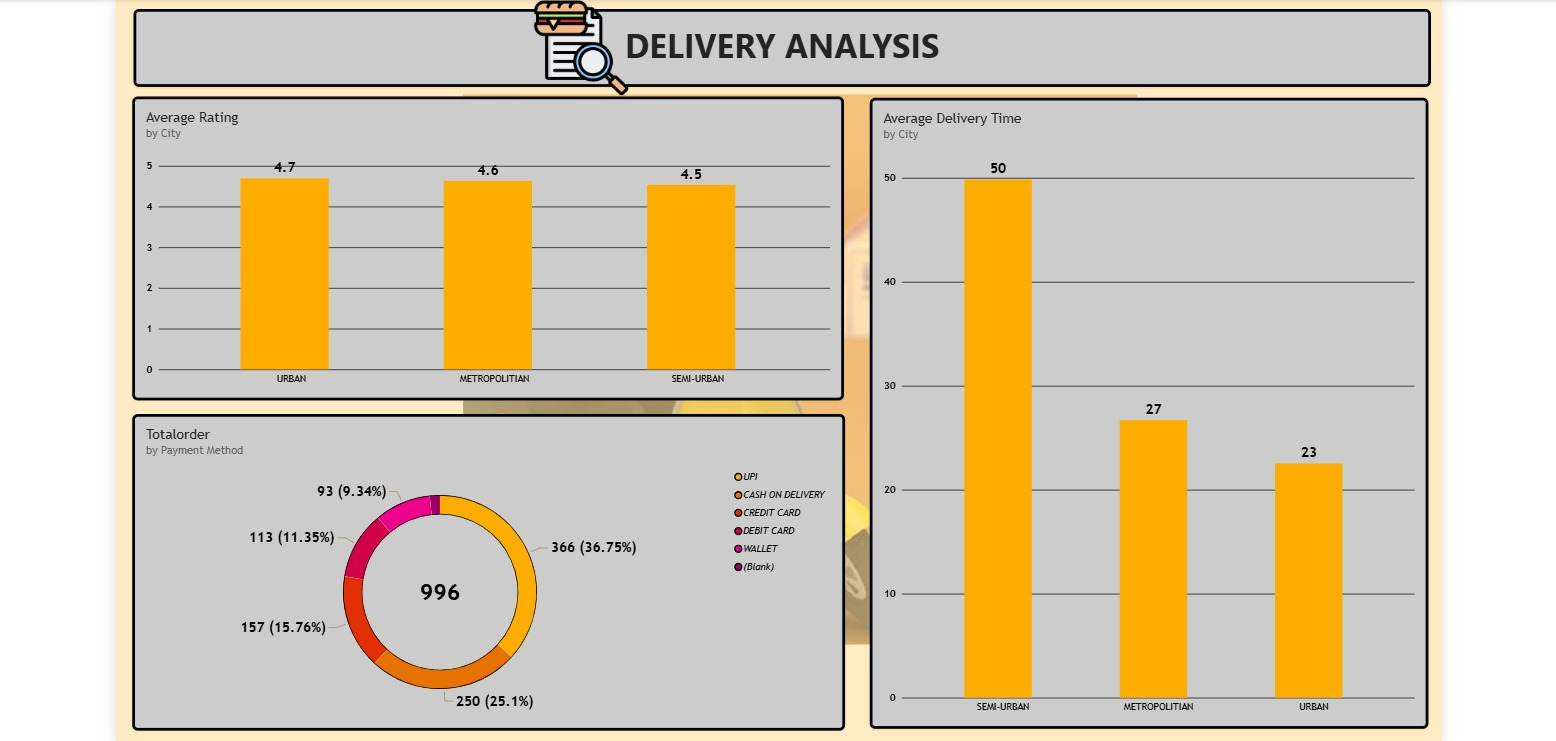 DELIVERY ANALYSIS
Average Rating
by City
5
4
3
2
1
0
4.7
4.6
4.5
URBAN
METROPOLITIAN
SEMI-URBAN
Totalorder
by Payment Method
93 (9.34%)
113 (11.35%)
157 (15.76%)
250 (25.1%)
366 (36.75%)
996
UPI
CASH ON DELIVERY
CREDIT CARD
DEBIT CARD
WALLET
(Blank)
Average Delivery Time
by City
50
40
30
20
10
0
50
27
23
SEMI-URBAN
METROPOLITIAN
URBAN